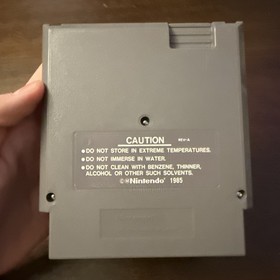 CAUTION
REV-A
• DO NOT STORE IN EXTREME TEMPERATURES.
• DO NOT IMMERSE IN WATER.
• DO NOT CLEAN WITH BENZENE, THINNER,
ALCOHOL OR OTHER SUCH SOLVENTS.
©Nintendo® 1985